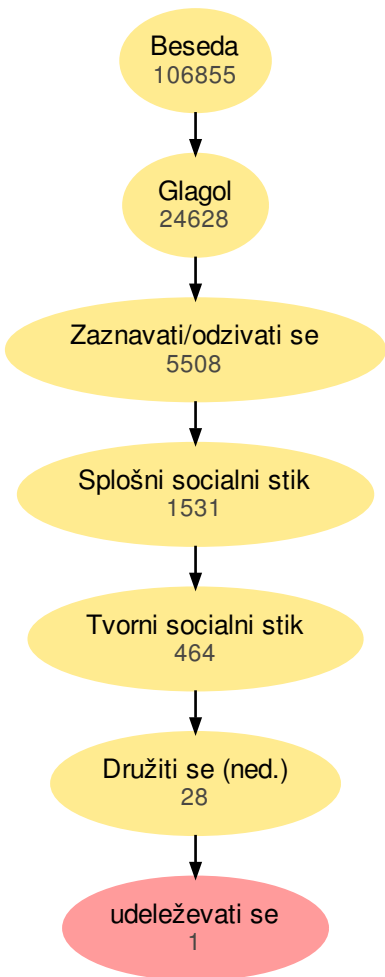 Beseda
106855
Glagol
24628
Zaznavati/odzivati se
5508
Splošni socialni stik
1531
Tvorni socialni stik
464
Družiti se (ned.)
28
udeleževati se
1